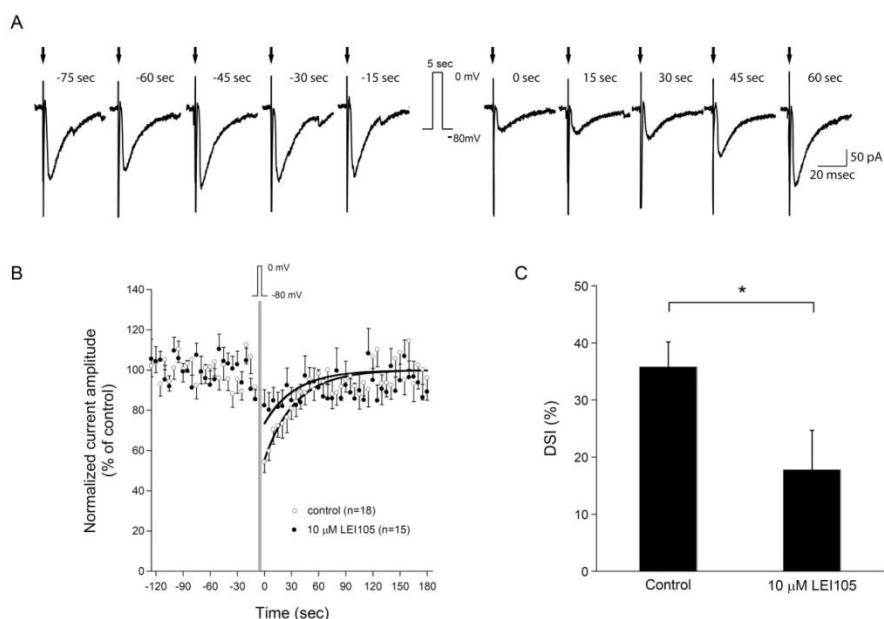 A
5 sec
-75 sec -60 sec -45 sec -30 sec -15 sec 0 mV 0 sec 15 sec 30 sec 45 sec 60 sec
-80mV
50 pA
20 msec
B
0 mV
-80 mV
140
120
100
80
60
40
20
0
Normalized current amplitude
(% of control)
control (n=18)
10 μM LEI105 (n=15)
-120 -90 -60 -30 0 30 60 90 120 150 180
Time (sec)
C
50
40
30
20
10
0
DSI (%)
*
Control 10 μM LEI105